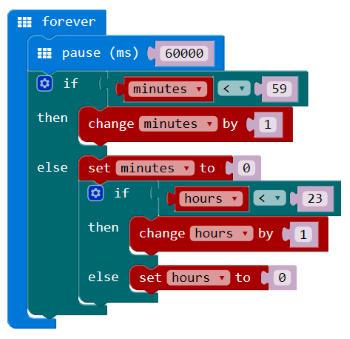 forever
pause (ms) 60000
if minutes < 59
then change minutes by 1
else set minutes to 0
if hours < 23
then change hours by 1
else set hours to 0